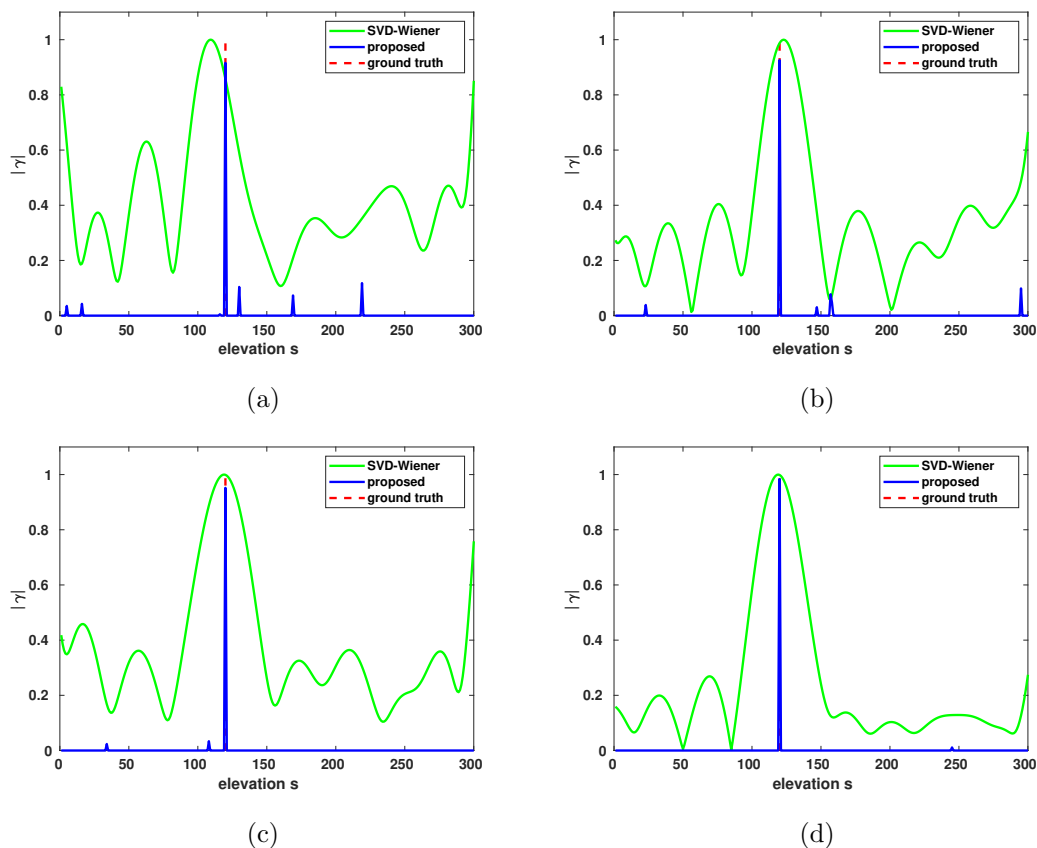 SVD-Wiener
proposed
ground truth
|γ|
1
0.8
0.6
0.4
0.2
0
0 50 100 150 200 250 300
elevation s
(a)
SVD-Wiener
proposed
ground truth
|γ|
1
0.8
0.6
0.4
0.2
0
0 50 100 150 200 250 300
elevation s
(b)
SVD-Wiener
proposed
ground truth
|γ|
1
0.8
0.6
0.4
0.2
0
0 50 100 150 200 250 300
elevation s
(c)
SVD-Wiener
proposed
ground truth
|γ|
1
0.8
0.6
0.4
0.2
0
0 50 100 150 200 250 300
elevation s
(d)